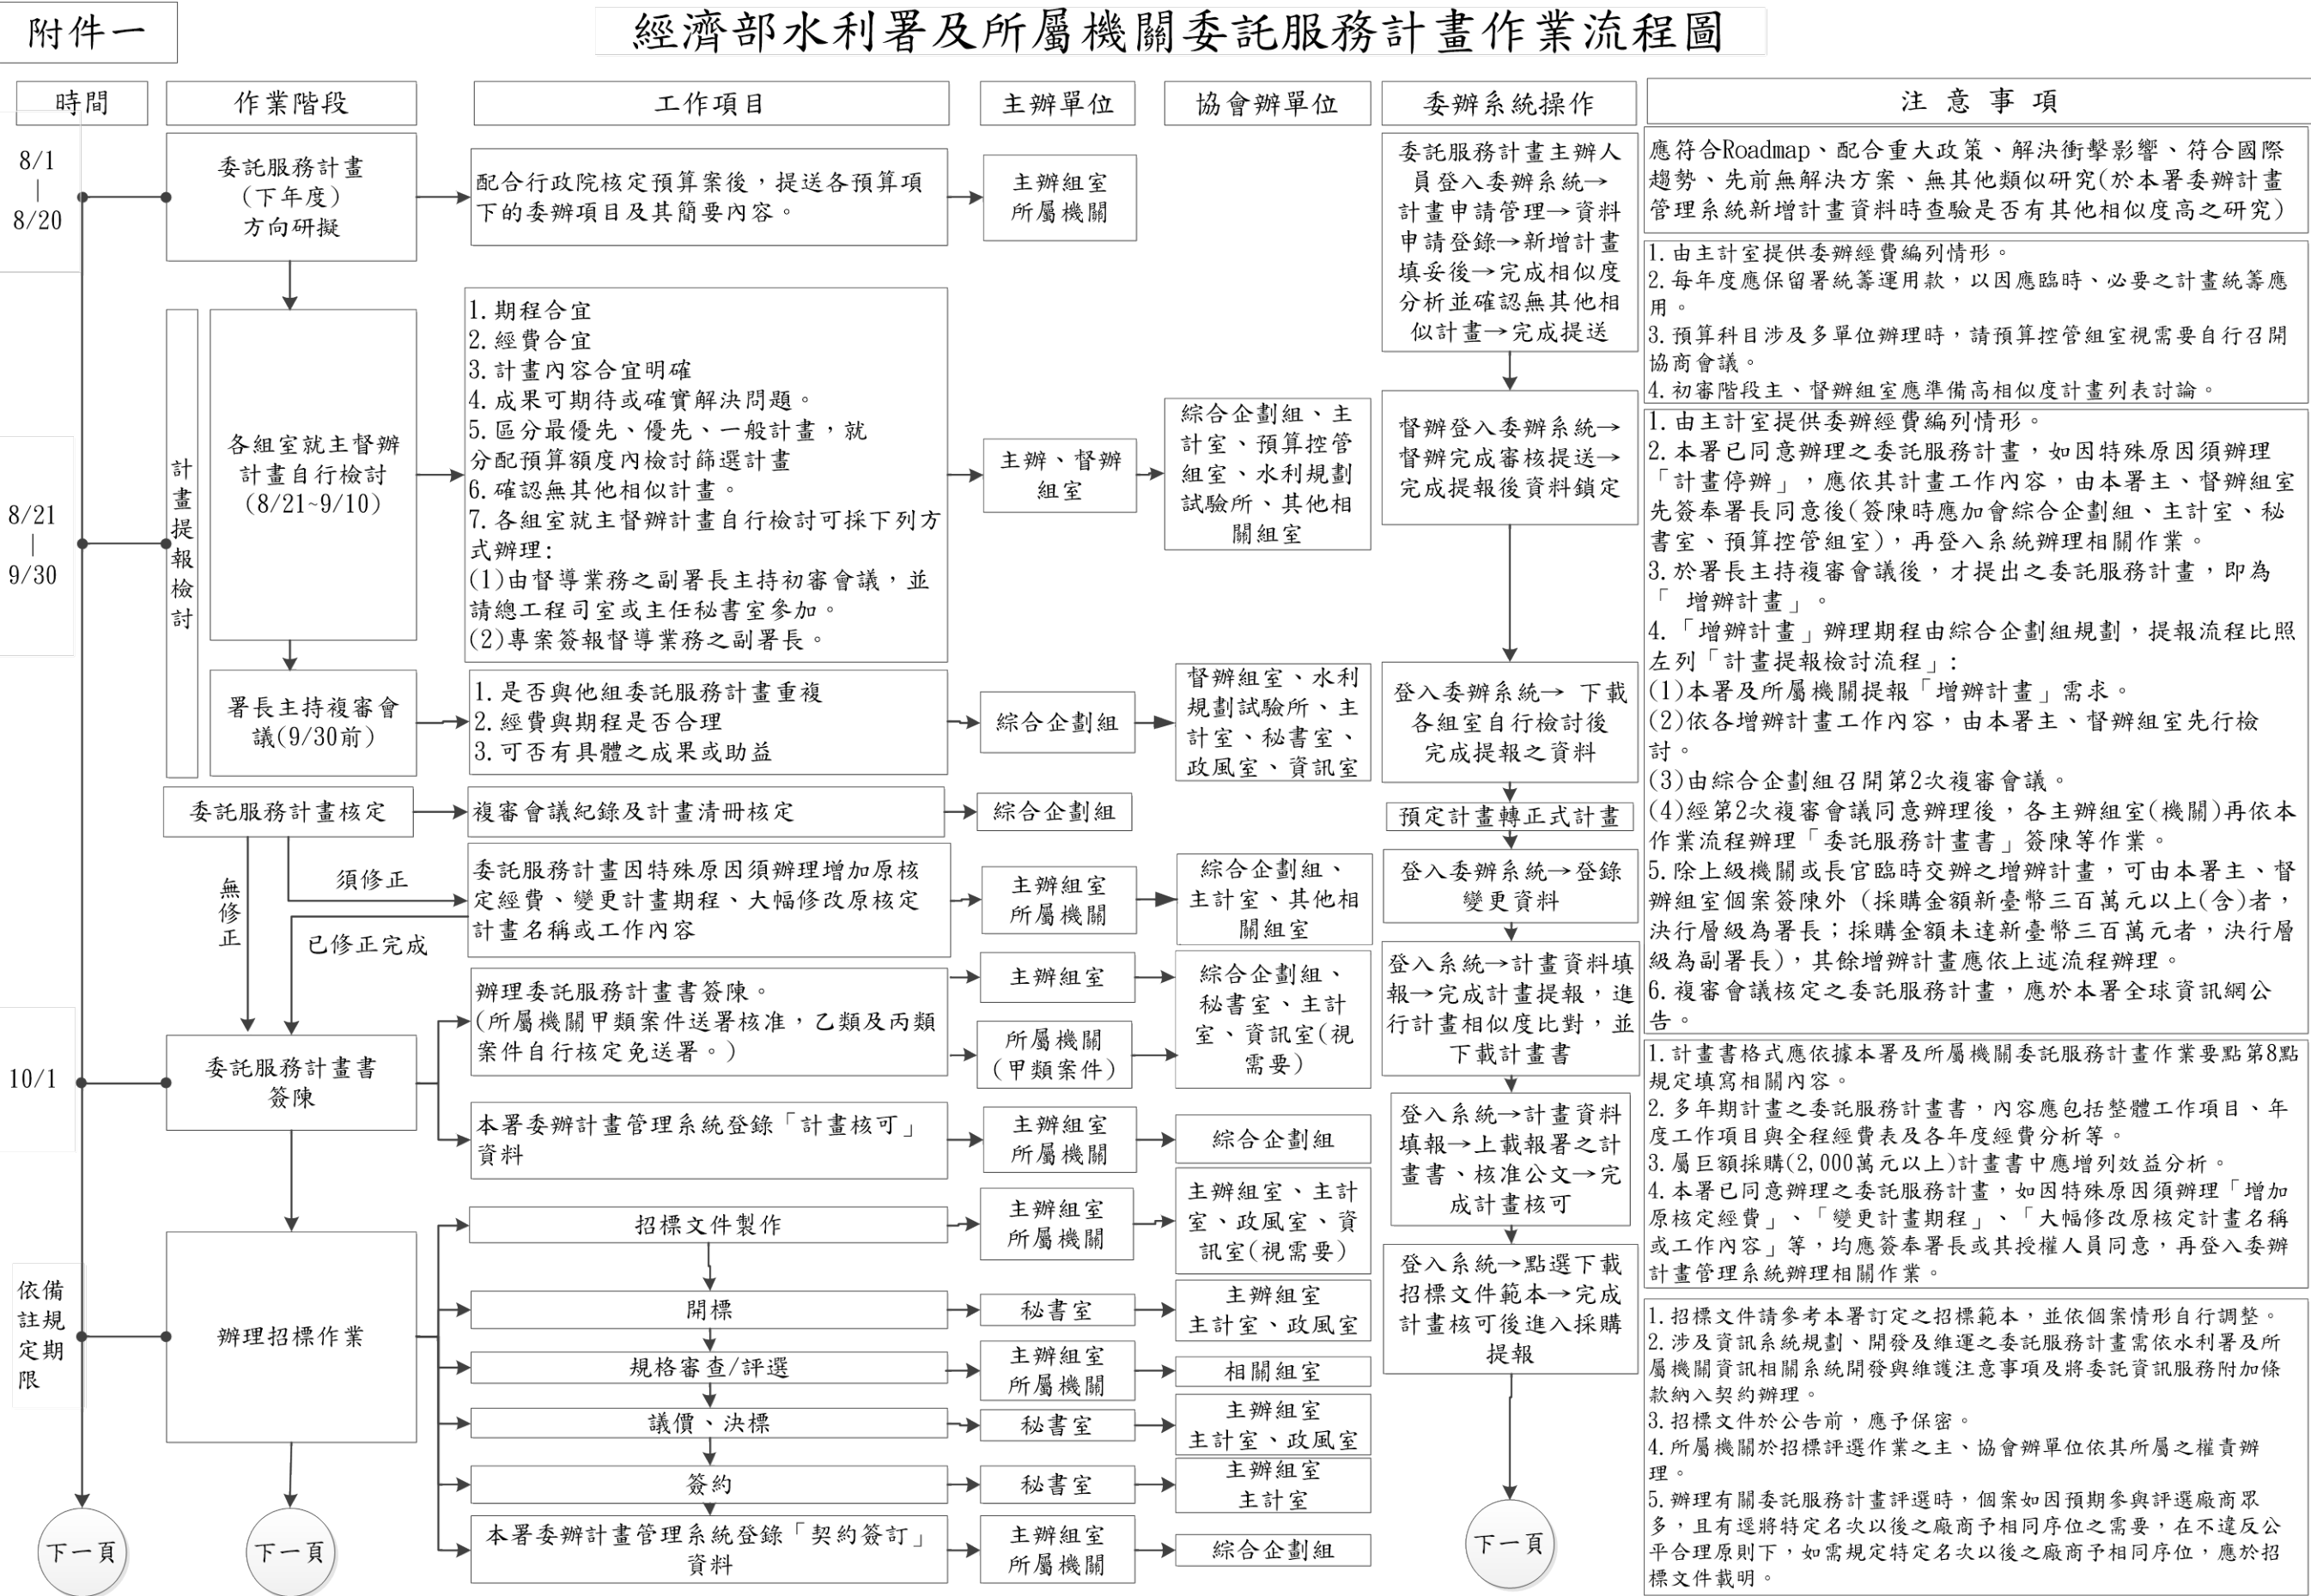 附件一
經濟部水利署及所屬機關委託服務計畫作業流程圖
時間
作業階段
工作項目
主辦單位
協會辦單位
委辦系統操作
注 意 事 項
8/1
|
8/20
委託服務計畫
(下年度)
方向研擬
配合行政院核定預算案後，提送各預算項
下的委辦項目及其簡要內容。
主辦組室
所屬機關
委託服務計畫主辦人
員登入委辦系統→
計畫申請管理→資料
申請登錄→新增計畫
填妥後→完成相似度
分析並確認無其他相
似計畫→完成提送
應符合Roadmap、配合重大政策、解決衝擊影響、符合國際
趨勢、先前無解決方案、無其他類似研究(於本署委辦計畫
管理系統新增計畫資料時查驗是否有其他相似度高之研究)
1.由主計室提供委辦經費編列情形。
2.每年度應保留署統籌運用款，以因應臨時、必要之計畫統籌應
用。
3.預算科目涉及多單位辦理時，請預算控管組室視需要自行召開
協商會議。
4.初審階段主、督辦組室應準備高相似度計畫列表討論。
8/21
|
9/30
計
畫
提
報
檢
討
各組室就主督辦
計畫自行檢討
(8/21~9/10)
1.期程合宜
2.經費合宜
3.計畫內容合宜明確
4.成果可期待或確實解決問題。
5.區分最優先、優先、一般計畫，就
分配預算額度內檢討篩選計畫
6.確認無其他相似計畫。
7.各組室就主督辦計畫自行檢討可採下列方
式辦理:
(1)由督導業務之副署長主持初審會議，並
請總工程司室或主任秘書室參加。
(2)專案簽報督導業務之副署長。
主辦、督辦
組室
綜合企劃組、主
計室、預算控管
組室、水利規劃
試驗所、其他相
關組室
督辦登入委辦系統→
督辦完成審核提送→
完成提報後資料鎖定
1.由主計室提供委辦經費編列情形。
2.本署已同意辦理之委託服務計畫，如因特殊原因須辦理
「計畫停辦」，應依其計畫工作內容，由本署主、督辦組室
先簽奉署長同意後(簽陳時應加會綜合企劃組、主計室、秘
書室、預算控管組室)，再登入系統辦理相關作業。
3.於署長主持複審會議後，才提出之委託服務計畫，即為
「 增辦計畫」。
4.「增辦計畫」辦理期程由綜合企劃組規劃，提報流程比照
左列「計畫提報檢討流程」:
(1)本署及所屬機關提報「增辦計畫」需求。
(2)依各增辦計畫工作內容，由本署主、督辦組室先行檢
討。
(3)由綜合企劃組召開第2次複審會議。
(4)經第2次複審會議同意辦理後，各主辦組室(機關)再依本
作業流程辦理「委託服務計畫書」簽陳等作業。
5.除上級機關或長官臨時交辦之增辦計畫，可由本署主、督
辦組室個案簽陳外 (採購金額新臺幣三百萬元以上(含)者，
決行層級為署長；採購金額未達新臺幣三百萬元者，決行層
級為副署長)，其餘增辦計畫應依上述流程辦理。
6.複審會議核定之委託服務計畫，應於本署全球資訊網公
告。
署長主持複審會
議(9/30前)
1.是否與他組委託服務計畫重複
2.經費與期程是否合理
3.可否有具體之成果或助益
綜合企劃組
督辦組室、水利
規劃試驗所、主
計室、秘書室、
政風室、資訊室
登入委辦系統→ 下載
各組室自行檢討後
完成提報之資料
委託服務計畫核定
複審會議紀錄及計畫清冊核定
綜合企劃組
預定計畫轉正式計畫
無
修
正
須修正
已修正完成
委託服務計畫因特殊原因須辦理增加原核
定經費、變更計畫期程、大幅修改原核定
計畫名稱或工作內容
主辦組室
所屬機關
綜合企劃組、
主計室、其他相
關組室
登入委辦系統→登錄
變更資料
10/1
委託服務計畫書
簽陳
辦理委託服務計畫書簽陳。
(所屬機關甲類案件送署核准，乙類及丙類
案件自行核定免送署。)
主辦組室
所屬機關
(甲類案件)
綜合企劃組、
秘書室、主計
室、資訊室(視
需要)
登入系統→計畫資料填
報→完成計畫提報，進
行計畫相似度比對，並
下載計畫書
本署委辦計畫管理系統登錄「計畫核可」
資料
主辦組室
所屬機關
綜合企劃組
登入系統→計畫資料
填報→上載報署之計
畫書、核准公文→完
成計畫核可
1.計畫書格式應依據本署及所屬機關委託服務計畫作業要點第8點
規定填寫相關內容。
2.多年期計畫之委託服務計畫書，內容應包括整體工作項目、年
度工作項目與全程經費表及各年度經費分析等。
3.屬巨額採購(2,000萬元以上)計畫書中應增列效益分析。
4.本署已同意辦理之委託服務計畫，如因特殊原因須辦理「增加
原核定經費」、「變更計畫期程」、「大幅修改原核定計畫名稱
或工作內容」等，均應簽奉署長或其授權人員同意，再登入委辦
計畫管理系統辦理相關作業。
依備
註規
定期
限
辦理招標作業
招標文件製作
主辦組室
所屬機關
主辦組室、主計
室、政風室、資
訊室(視需要)
登入系統→點選下載
招標文件範本→完成
計畫核可後進入採購
提報
開標
秘書室
主辦組室
主計室、政風室
規格審查/評選
主辦組室
所屬機關
相關組室
議價、決標
秘書室
主辦組室
主計室、政風室
簽約
秘書室
主辦組室
主計室
本署委辦計畫管理系統登錄「契約簽訂」
資料
主辦組室
所屬機關
綜合企劃組
1.招標文件請參考本署訂定之招標範本，並依個案情形自行調整。
2.涉及資訊系統規劃、開發及維運之委託服務計畫需依水利署及所
屬機關資訊相關系統開發與維護注意事項及將委託資訊服務附加條
款納入契約辦理。
3.招標文件於公告前，應予保密。
4.所屬機關於招標評選作業之主、協會辦單位依其所屬之權責辦
理。
5.辦理有關委託服務計畫評選時，個案如因預期參與評選廠商眾
多，且有逕將特定名次以後之廠商予相同序位之需要，在不違反公
平合理原則下，如需規定特定名次以後之廠商予相同序位，應於招
標文件載明。
下一頁
下一頁
下一頁